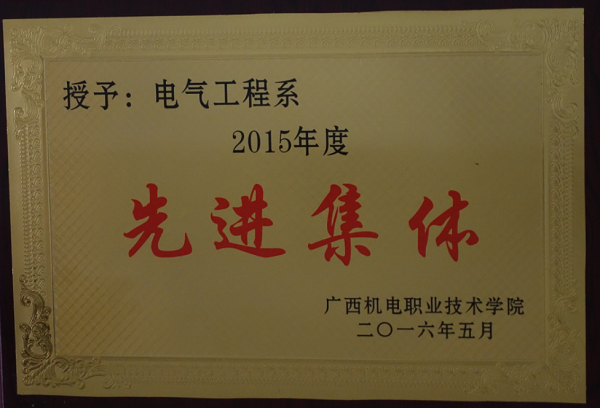 授予：电气工程系
2015年度
先进集体
广西机电职业技术学院
二〇一六年五月